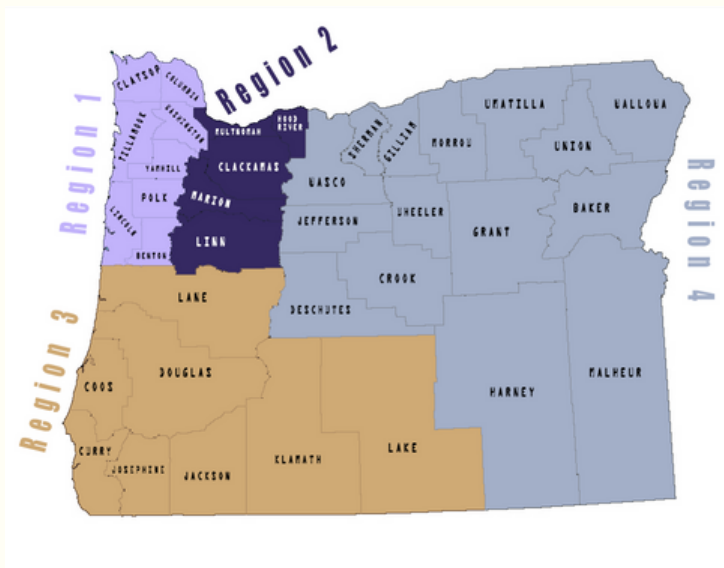 Region 2
Region 1
CLATSOP
COLUMBIA
TILLAMOOK
WASHINGTON
YAMHILL
POLK
LINCOLN
BENTON
MULTNOMAH
HOOD
RIVER
CLACKAMAS
MARION
LINN
Region 4
SHERMAN
GILLIAM
MORROW
UMATILLA
UNION
WALLOWA
WASCO
JEFFERSON
WHEELER
GRANT
BAKER
CROOK
DESCHUTES
HARNEY
MALHEUR
Region 3
LANE
DOUGLAS
COOS
CURRY
JOSEPHINE
JACKSON
KLAMATH
LAKE